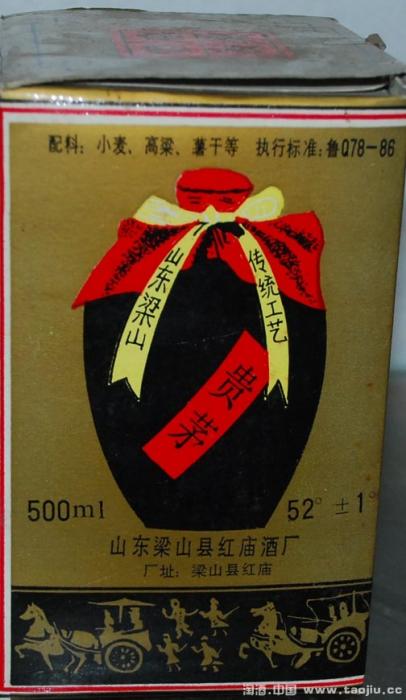 配料：小麦、高粱、薯干等 执行标准：鲁Q78-86
山东梁山
传统工艺
贵茅
500ml
52° ±1°
山东梁山县红庙酒厂
厂址：梁山县红庙
淘酒.中国 www.taojiu.cc